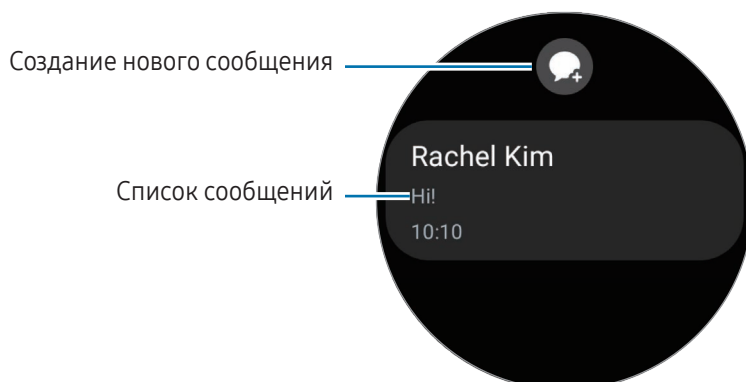 Создание нового сообщения
Rachel Kim
Список сообщений
Hi!
10:10